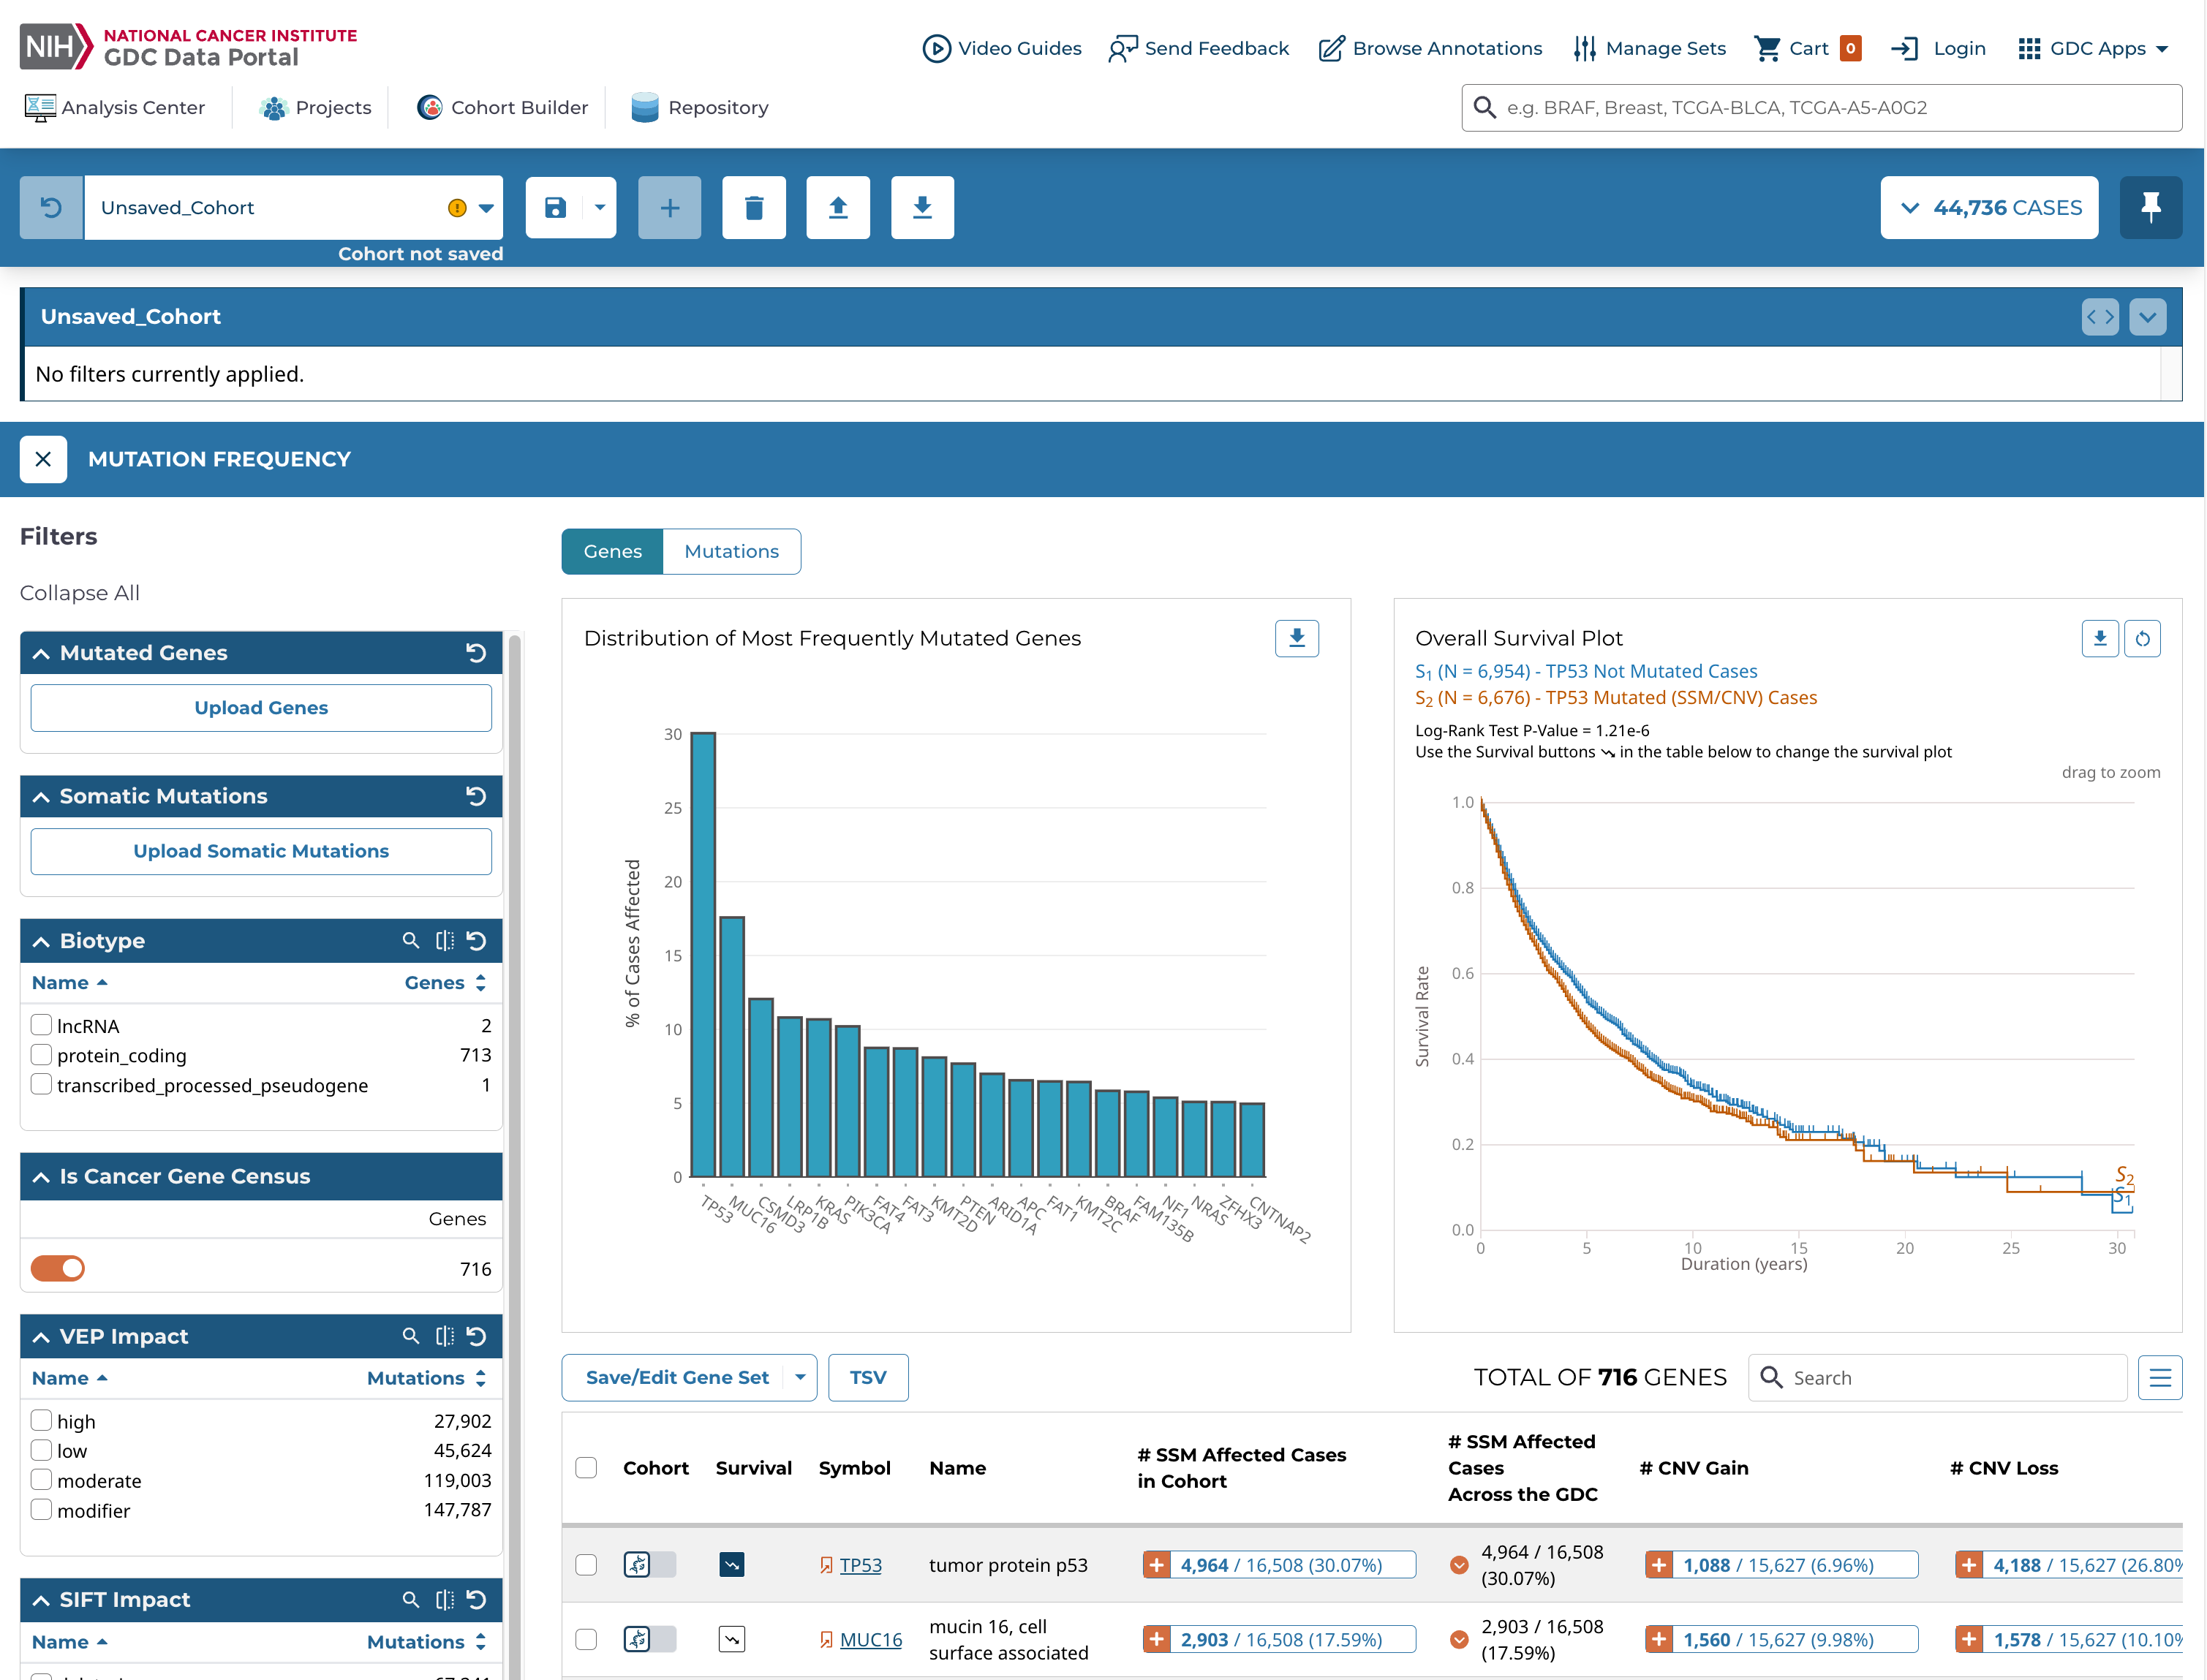 NIH NATIONAL CANCER INSTITUTE
GDC Data Portal
Video Guides
Send Feedback
Browse Annotations
Manage Sets
Cart 0
Login
GDC Apps
Analysis Center
Projects
Cohort Builder
Repository
e.g. BRAF, Breast, TCGA-BLCA, TCGA-A5-A0G2
Unsaved_Cohort
Cohort not saved
44,736 CASES
Unsaved_Cohort
No filters currently applied.
MUTATION FREQUENCY
Filters
Collapse All
Mutated Genes
Upload Genes
Somatic Mutations
Upload Somatic Mutations
Biotype
Name Genes
lncRNA 2
protein_coding 713
transcribed_processed_pseudogene 1
Is Cancer Gene Census
Genes
716
VEP Impact
Name Mutations
high 27,902
low 45,624
moderate 119,003
modifier 147,787
SIFT Impact
Name Mutations
Genes Mutations
Distribution of Most Frequently Mutated Genes
% of Cases Affected
30
25
20
15
10
5
0
TP53
MUC16
CSMD3
LRP1B
KRAS
PIK3CA
FAT4
FAT3
KMT2D
PTEN
ARID1A
APC
FAT1
KMT2C
BRAF
FAM135B
NF1
NRAS
ZFHX3
CNTNAP2
Overall Survival Plot
S1 (N = 6,954) - TP53 Not Mutated Cases
S2 (N = 6,676) - TP53 Mutated (SSM/CNV) Cases
Log-Rank Test P-Value = 1.21e-6
Use the Survival buttons in the table below to change the survival plot
drag to zoom
Survival Rate
1.0
0.8
0.6
0.4
0.2
0.0
S2
S1
0 5 10 15 20 25 30
Duration (years)
Save/Edit Gene Set
TSV
TOTAL OF 716 GENES
Search
Cohort
Survival
Symbol
Name
# SSM Affected Cases
in Cohort
# SSM Affected
Cases
Across the GDC
# CNV Gain
# CNV Loss
TP53
tumor protein p53
4,964 / 16,508 (30.07%)
4,964 / 16,508
(30.07%)
1,088 / 15,627 (6.96%)
4,188 / 15,627 (26.80%
MUC16
mucin 16, cell
surface associated
2,903 / 16,508 (17.59%)
2,903 / 16,508
(17.59%)
1,560 / 15,627 (9.98%)
1,578 / 15,627 (10.10%